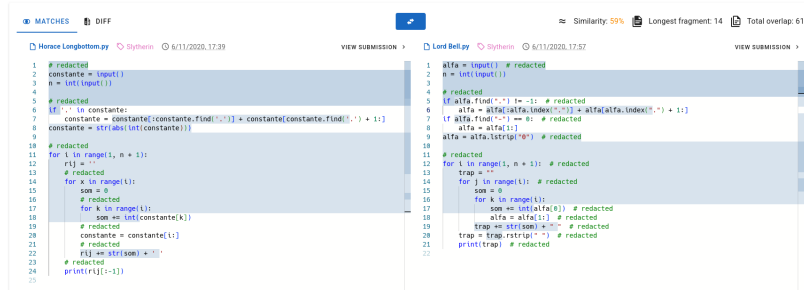 MATCHES DIFF
≈ Similarity: 59% Longest fragment: 14 Total overlap: 61
Horace Longbottom.py Slytherin 6/11/2020, 17:39 VIEW SUBMISSION >
1 # redacted
2 constante = input()
3 n = int(input())
4
5 # redacted
6 if '.' in constante:
7 constante = constante[:constante.find('.')] + constante[constante.find('.') + 1:]
8 constante = str(abs(int(constante)))
9
10 # redacted
11 for i in range(1, n + 1):
12 rij = ''
13 # redacted
14 for x in range(i):
15 som = 0
16 # redacted
17 for k in range(i):
18 som += int(constante[k])
19 # redacted
20 constante = constante[i:]
21 # redacted
22 rij += str(som) + ' '
23 # redacted
24 print(rij[:-1])
25
Lord Bell.py Slytherin 6/11/2020, 17:57 VIEW SUBMISSION >
1 alfa = input() # redacted
2 n = int(input())
3
4 # redacted
5 if alfa.find(".") != -1: # redacted
6 alfa = alfa[:alfa.index(".")] + alfa[alfa.index(".") + 1:]
7 if alfa.find("-") == 0: # redacted
8 alfa = alfa[1:]
9 alfa = alfa.lstrip("0") # redacted
10
11 # redacted
12 for i in range(1, n + 1): # redacted
13 trap = ""
14 for j in range(i): # redacted
15 som = 0
16 for k in range(i):
17 som += int(alfa[0]) # redacted
18 alfa = alfa[1:] # redacted
19 trap += str(som) + " " # redacted
20 trap = trap.rstrip(" ") # redacted
21 print(trap) # redacted
22